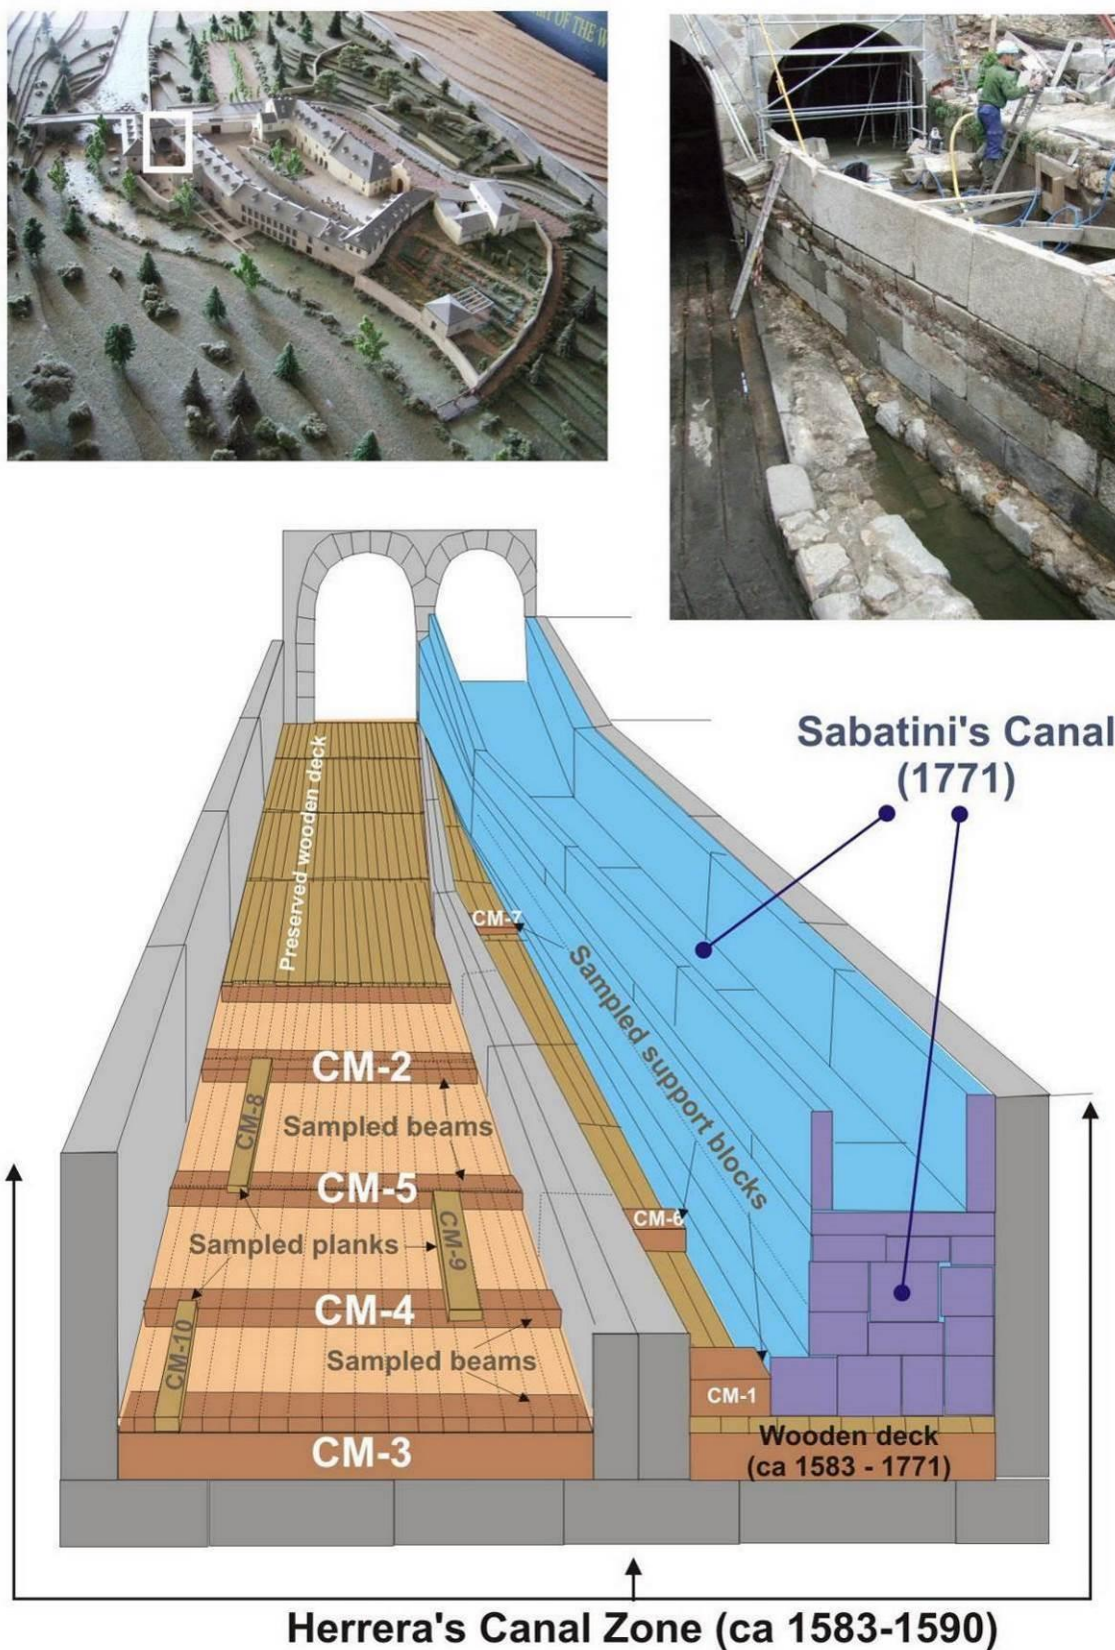 OF THE W
Sabatini's Canal
(1771)
Preserved wooden deck
CM-7
Sampled support blocks
CM-2
CM-8
Sampled beams
CM-5
CM-9
Sampled planks
CM-6
CM-4
CM-10
Sampled beams
CM-1
CM-3
Wooden deck
(ca 1583 - 1771)
Herrera's Canal Zone (ca 1583-1590)